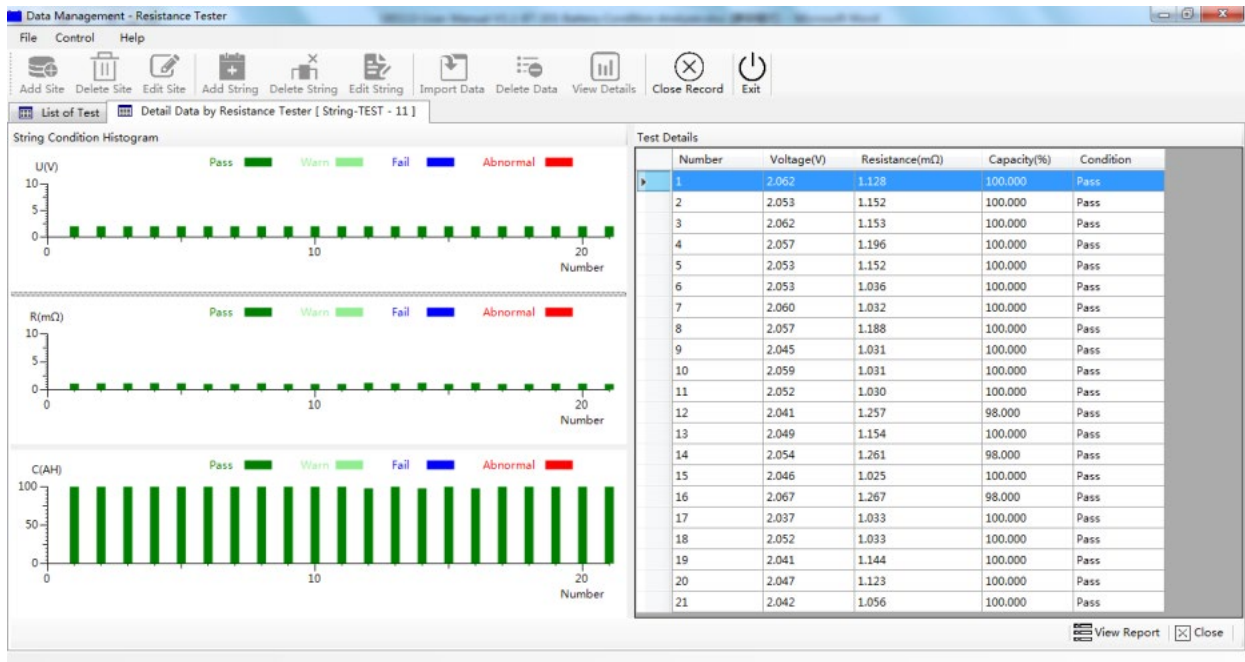 Data Management - Resistance Tester
File Control Help
Add Site Delete Site Edit Site Add String Delete String Edit String Import Data Delete Data View Details Close Record Exit
List of Test Detail Data by Resistance Tester [ String-TEST - 11 ]
String Condition Histogram
U(V) Pass Warn Fail Abnormal
10
5
0
0 10 20
Number
R(mΩ) Pass Warn Fail Abnormal
10
5
0
0 10 20
Number
C(AH) Pass Warn Fail Abnormal
100
50
0
0 10 20
Number
Test Details
Number Voltage(V) Resistance(mΩ) Capacity(%) Condition
1 2.062 1.128 100.000 Pass
2 2.053 1.152 100.000 Pass
3 2.062 1.153 100.000 Pass
4 2.057 1.196 100.000 Pass
5 2.053 1.152 100.000 Pass
6 2.053 1.036 100.000 Pass
7 2.060 1.032 100.000 Pass
8 2.057 1.188 100.000 Pass
9 2.045 1.031 100.000 Pass
10 2.059 1.031 100.000 Pass
11 2.052 1.030 100.000 Pass
12 2.041 1.257 98.000 Pass
13 2.049 1.154 100.000 Pass
14 2.054 1.261 98.000 Pass
15 2.046 1.025 100.000 Pass
16 2.067 1.267 98.000 Pass
17 2.037 1.033 100.000 Pass
18 2.052 1.033 100.000 Pass
19 2.041 1.144 100.000 Pass
20 2.047 1.123 100.000 Pass
21 2.042 1.056 100.000 Pass
View Report Close